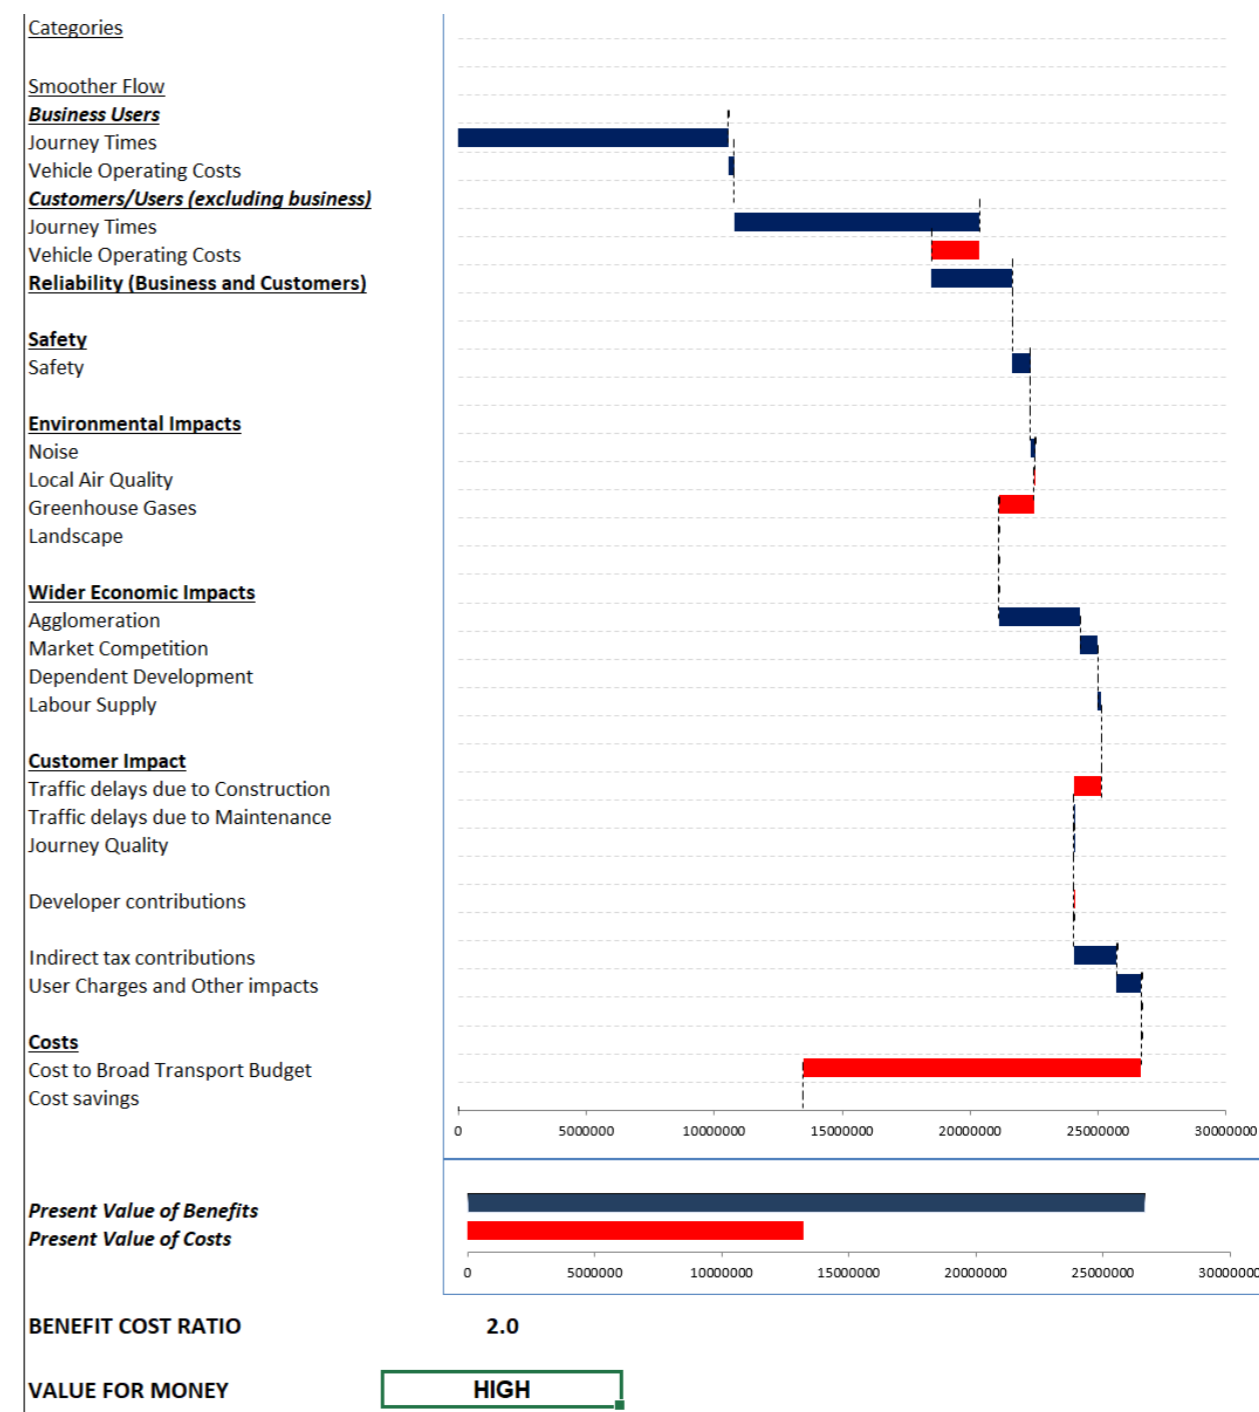 Categories
Smoother Flow
Business Users
Journey Times
Vehicle Operating Costs
Customers/Users (excluding business)
Journey Times
Vehicle Operating Costs
Reliability (Business and Customers)
Safety
Safety
Environmental Impacts
Noise
Local Air Quality
Greenhouse Gases
Landscape
Wider Economic Impacts
Agglomeration
Market Competition
Dependent Development
Labour Supply
Customer Impact
Traffic delays due to Construction
Traffic delays due to Maintenance
Journey Quality
Developer contributions
Indirect tax contributions
User Charges and Other impacts
Costs
Cost to Broad Transport Budget
Cost savings
0 5000000 10000000 15000000 20000000 25000000 30000000
Present Value of Benefits
Present Value of Costs
0 5000000 10000000 15000000 20000000 25000000 30000000
BENEFIT COST RATIO 2.0
VALUE FOR MONEY HIGH